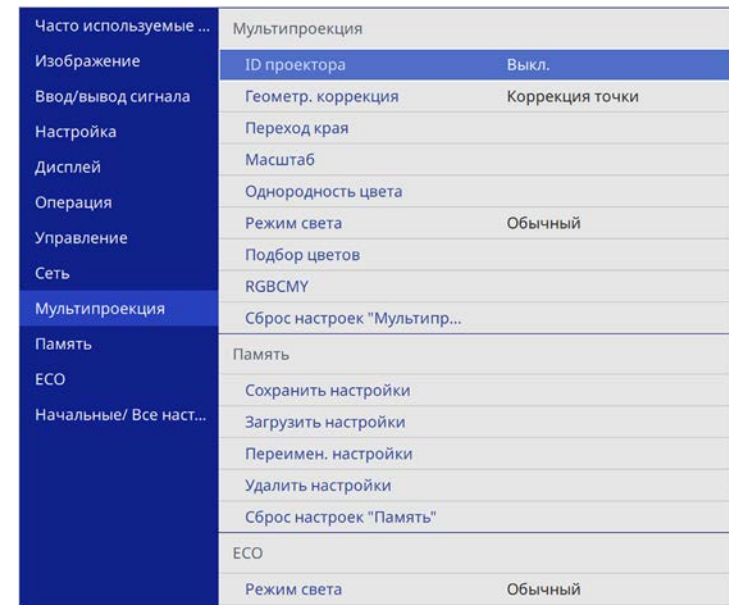 Часто используемые ...
Изображение
Ввод/вывод сигнала
Настройка
Дисплей
Операция
Управление
Сеть
Мультипроекция
Память
ECO
Начальные/ Все наст...
Мультипроекция
ID проектора Выкл.
Геометр. коррекция Коррекция точки
Переход края
Масштаб
Однородность цвета
Режим света Обычный
Подбор цветов
RGBCMY
Сброс настроек "Мультипр...
Память
Сохранить настройки
Загрузить настройки
Переимен. настройки
Удалить настройки
Сброс настроек "Память"
ECO
Режим света Обычный